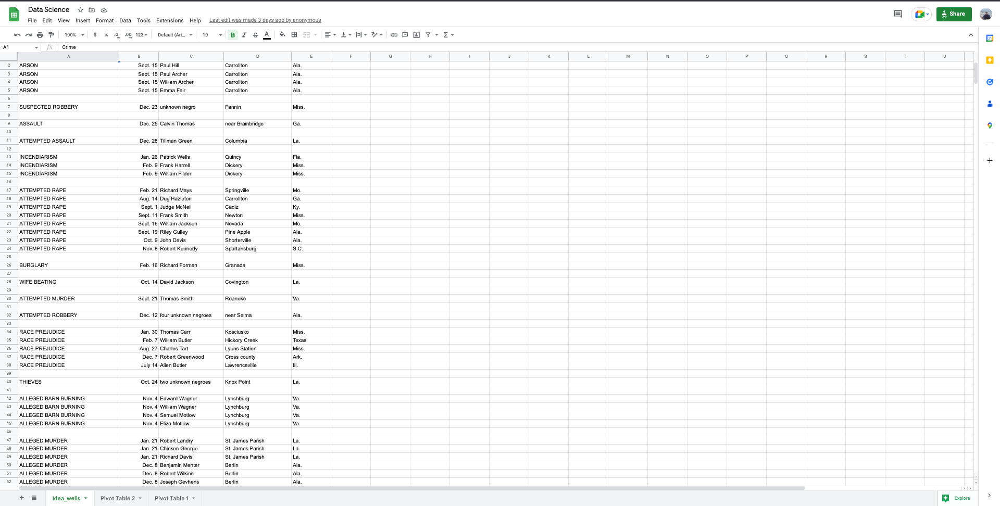 Data Science
File Edit View Insert Format Data Tools Extensions Help Last edit was made 3 days ago by anonymous
Share
100% $ % .0 .00 123 Default (Ari... 10 B I S A
A1 fx Crime
A B C D E F G H I J K L M N O P Q R S T U
2 ARSON Sept. 15 Paul Hill Carrollton Ala.
3 ARSON Sept. 15 Paul Archer Carrollton Ala.
4 ARSON Sept. 15 William Archer Carrollton Ala.
5 ARSON Sept. 15 Emma Fair Carrollton Ala.
6
7 SUSPECTED ROBBERY Dec. 23 unknown negro Fannin Miss.
8
9 ASSAULT Dec. 25 Calvin Thomas near Brainbridge Ga.
10
11 ATTEMPTED ASSAULT Dec. 28 Tillman Green Columbia La.
12
13 INCENDIARISM Jan. 26 Patrick Wells Quincy Fla.
14 INCENDIARISM Feb. 9 Frank Harrell Dickery Miss.
15 INCENDIARISM Feb. 9 William Filder Dickery Miss.
16
17 ATTEMPTED RAPE Feb. 21 Richard Mays Springville Mo.
18 ATTEMPTED RAPE Aug. 14 Dug Hazleton Carrollton Ga.
19 ATTEMPTED RAPE Sept. 1 Judge McNeil Cadiz Ky.
20 ATTEMPTED RAPE Sept. 11 Frank Smith Newton Miss.
21 ATTEMPTED RAPE Sept. 16 William Jackson Nevada Mo.
22 ATTEMPTED RAPE Sept. 19 Riley Gulley Pine Apple Ala.
23 ATTEMPTED RAPE Oct. 9 John Davis Shorterville Ala.
24 ATTEMPTED RAPE Nov. 8 Robert Kennedy Spartansburg S.C.
25
26 BURGLARY Feb. 16 Richard Forman Granada Miss.
27
28 WIFE BEATING Oct. 14 David Jackson Covington La.
29
30 ATTEMPTED MURDER Sept. 21 Thomas Smith Roanoke Va.
31
32 ATTEMPTED ROBBERY Dec. 12 four unknown negroes near Selma Ala.
33
34 RACE PREJUDICE Jan. 30 Thomas Carr Kosciusko Miss.
35 RACE PREJUDICE Feb. 7 William Butler Hickory Creek Texas
36 RACE PREJUDICE Aug. 27 Charles Tart Lyons Station Miss.
37 RACE PREJUDICE Dec. 7 Robert Greenwood Cross county Ark.
38 RACE PREJUDICE July 14 Allen Butler Lawrenceville Ill.
39
40 THIEVES Oct. 24 two unknown negroes Knox Point La.
41
42 ALLEGED BARN BURNING Nov. 4 Edward Wagner Lynchburg Va.
43 ALLEGED BARN BURNING Nov. 4 William Wagner Lynchburg Va.
44 ALLEGED BARN BURNING Nov. 4 Samuel Motlow Lynchburg Va.
45 ALLEGED BARN BURNING Nov. 4 Eliza Motlow Lynchburg Va.
46
47 ALLEGED MURDER Jan. 21 Robert Landry St. James Parish La.
48 ALLEGED MURDER Jan. 21 Chicken George St. James Parish La.
49 ALLEGED MURDER Jan. 21 Richard Davis St. James Parish La.
50 ALLEGED MURDER Dec. 8 Benjamin Menter Berlin Ala.
51 ALLEGED MURDER Dec. 8 Robert Wilkins Berlin Ala.
52 ALLEGED MURDER Dec. 8 Joseph Gevhens Berlin Ala.
Idea_wells Pivot Table 2 Pivot Table 1 Explore